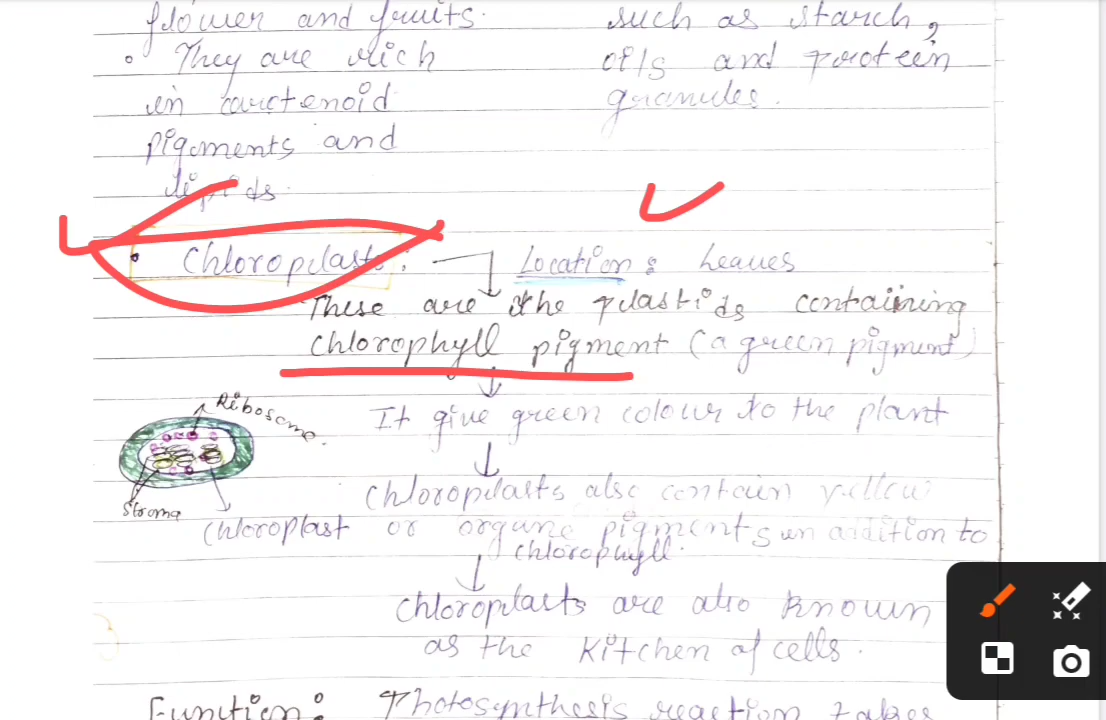 flower and fruits.
• They are rich
in carctenoid
pigments and
lipids.
such as starch,
oils and protein
granules.
• Chloroplasts:
Location: Leaves
These are the plastids containing
chlorophyll pigment (a green pigment)
It give green colour to the plant
Ribosome.
Stroma
Chloroplast
Chloroplasts also contain yellow
or organe pigments in addition to
chlorophyll.
Chloroplasts are also known
as the kitchen of cells.
Function: Photosynthesis reaction takes